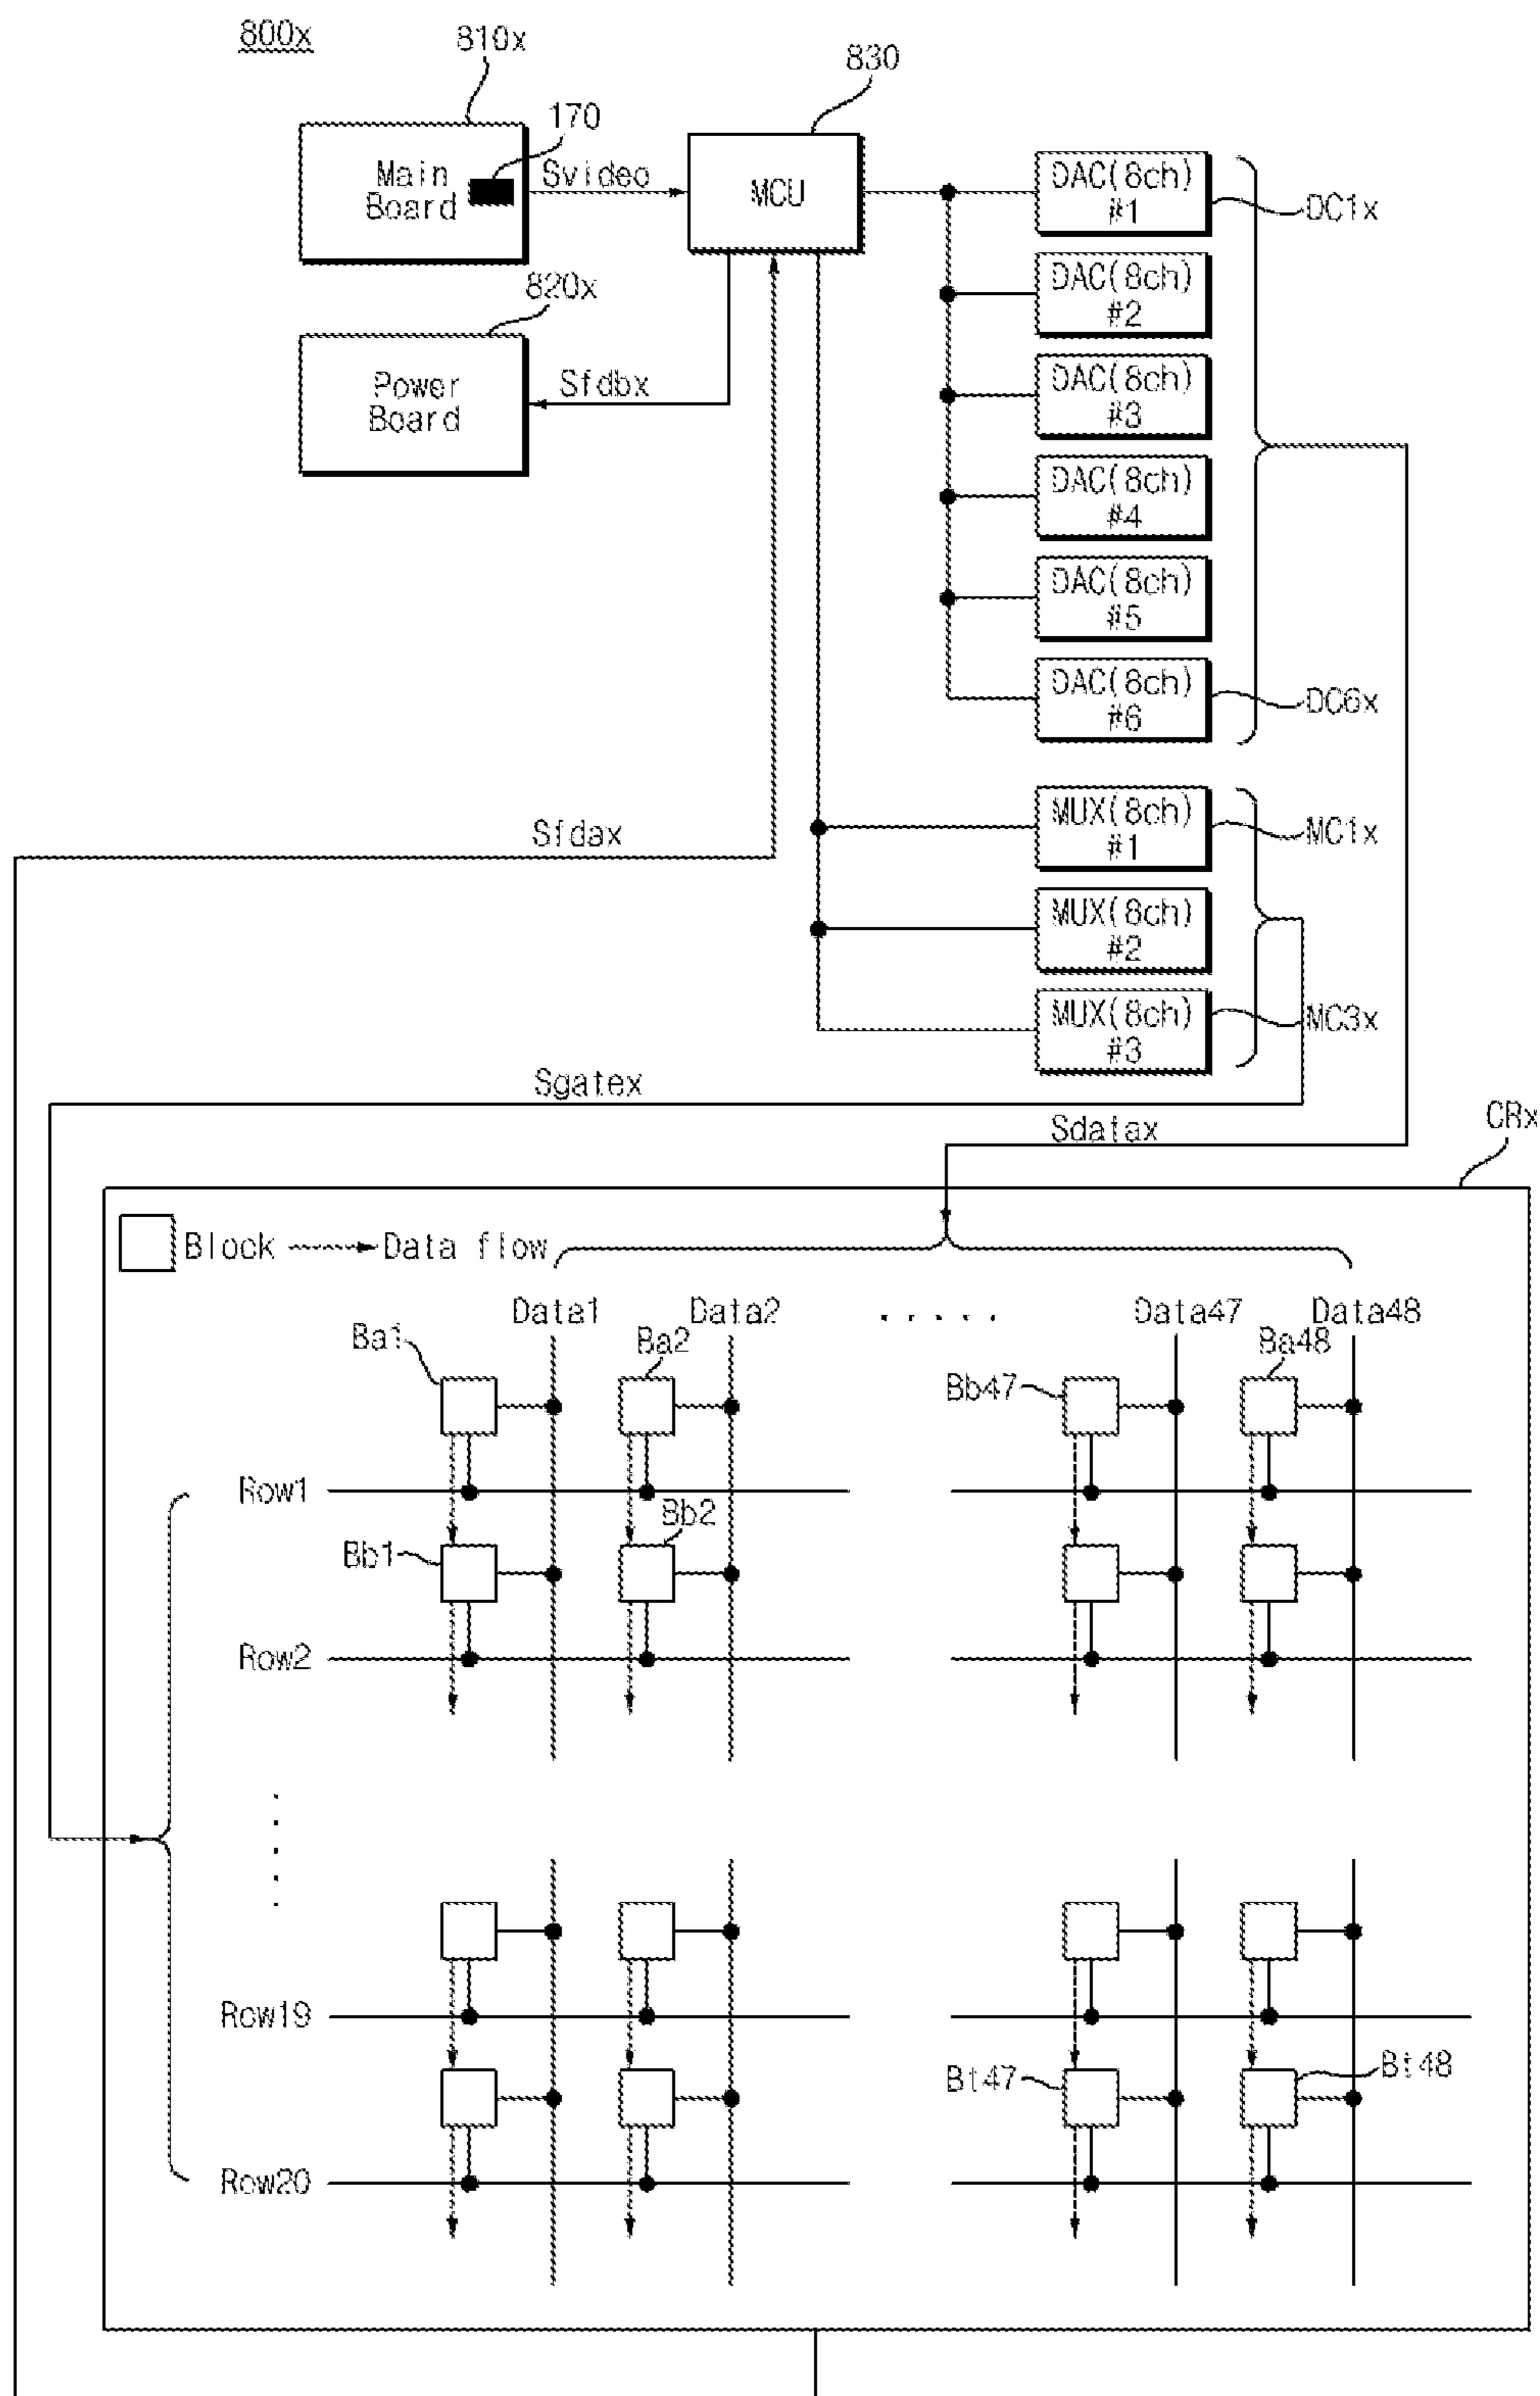 800x
810x
830
170
Main
Board
Svideo
MCU
DAC(8ch)
#1
DC1x
820x
DAC(8ch)
#2
Power
Board
Sfdbx
DAC(8ch)
#3
DAC(8ch)
#4
DAC(8ch)
#5
DAC(8ch)
#6
DC6x
Sfdax
MUX(8ch)
#1
MC1x
MUX(8ch)
#2
MUX(8ch)
#3
MC3x
Sgatex
Sdatax
CRx
Block
Data flow
Data1
Data2
.....
Data47
Data48
Ba1
Ba2
Bb47
Ba48
Row1
Bb1
Bb2
Row2
Row19
Bt47
Bt48
Row20